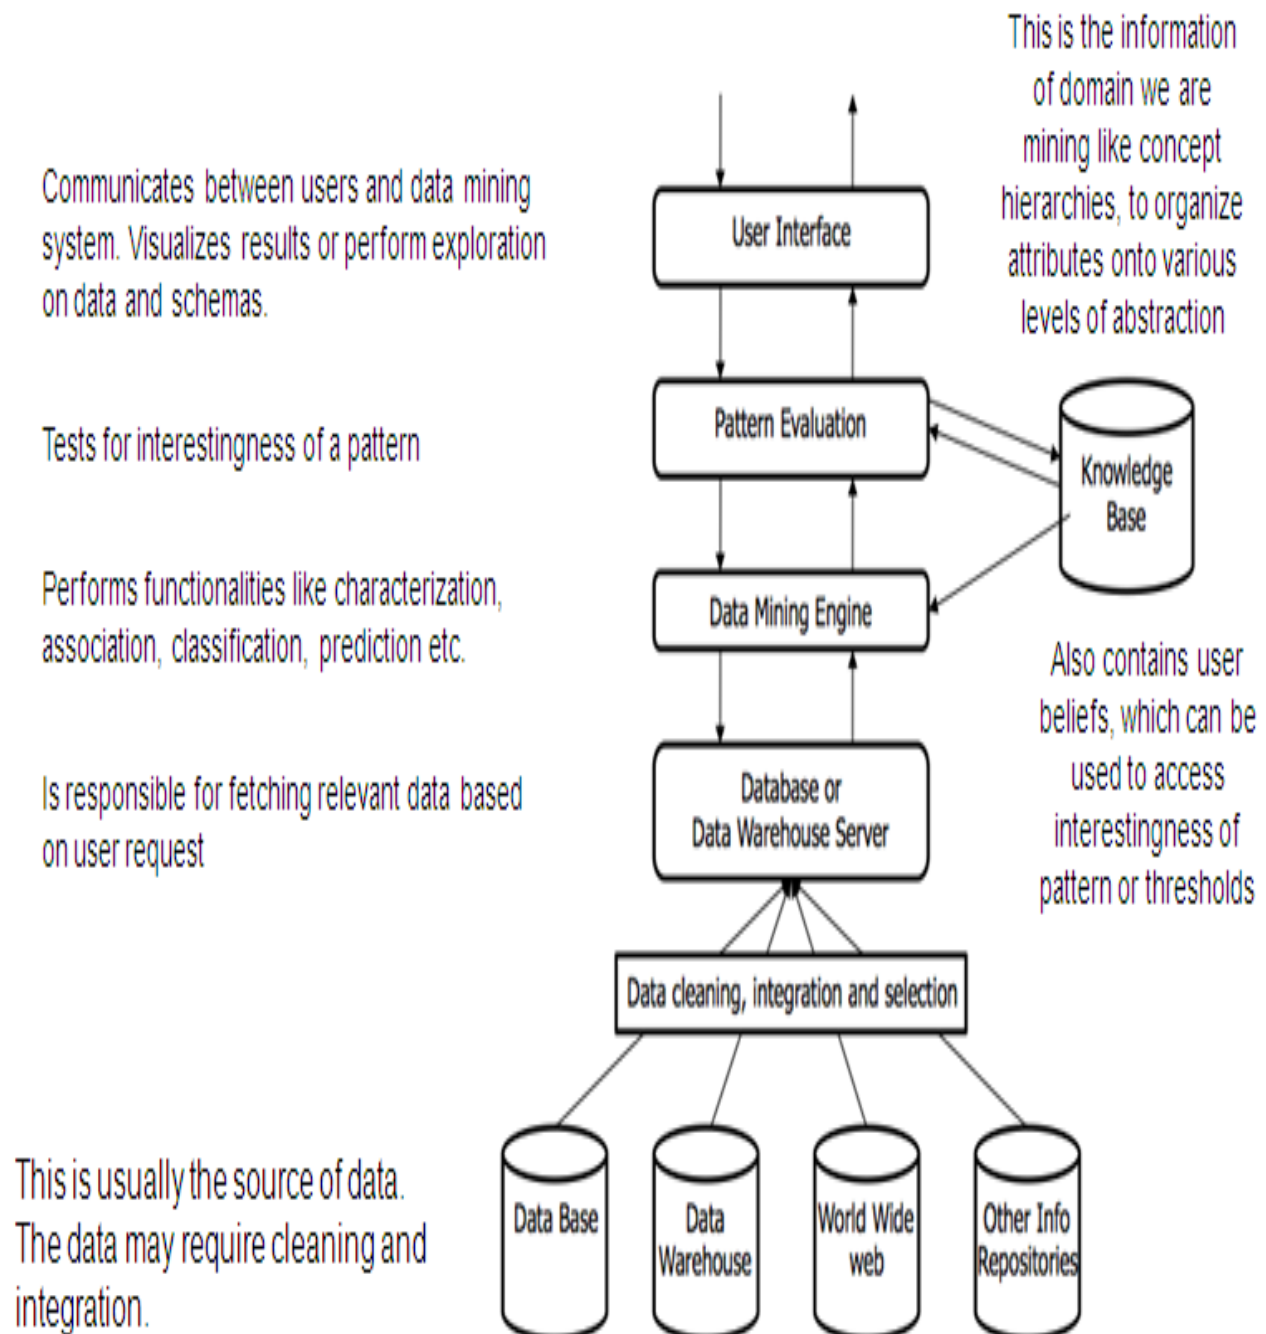 This is the information
of domain we are
mining like concept
hierarchies, to organize
attributes onto various
levels of abstraction
Communicates between users and data mining
system. Visualizes results or perform exploration
on data and schemas.
User Interface
Tests for interestingness of a pattern
Pattern Evaluation
Knowledge
Base
Performs functionalities like characterization,
association, classification, prediction etc.
Data Mining Engine
Also contains user
beliefs, which can be
used to access
interestingness of
pattern or thresholds
Is responsible for fetching relevant data based
on user request
Database or
Data Warehouse Server
Data cleaning, integration and selection
This is usually the source of data.
The data may require cleaning and
integration.
Data Base
Data
Warehouse
World Wide
web
Other Info
Repositories